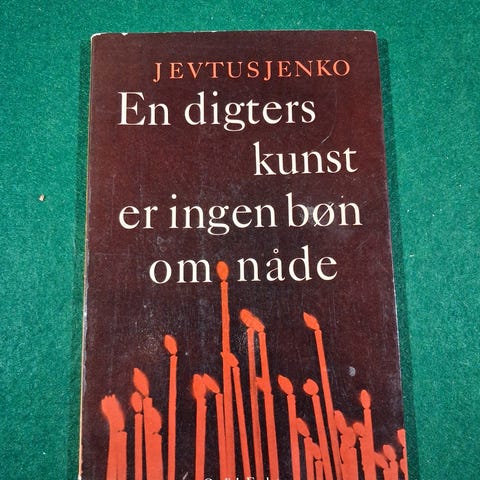 JEVTUSJENKO
En digters
kunst
er ingen bøn
om nåde